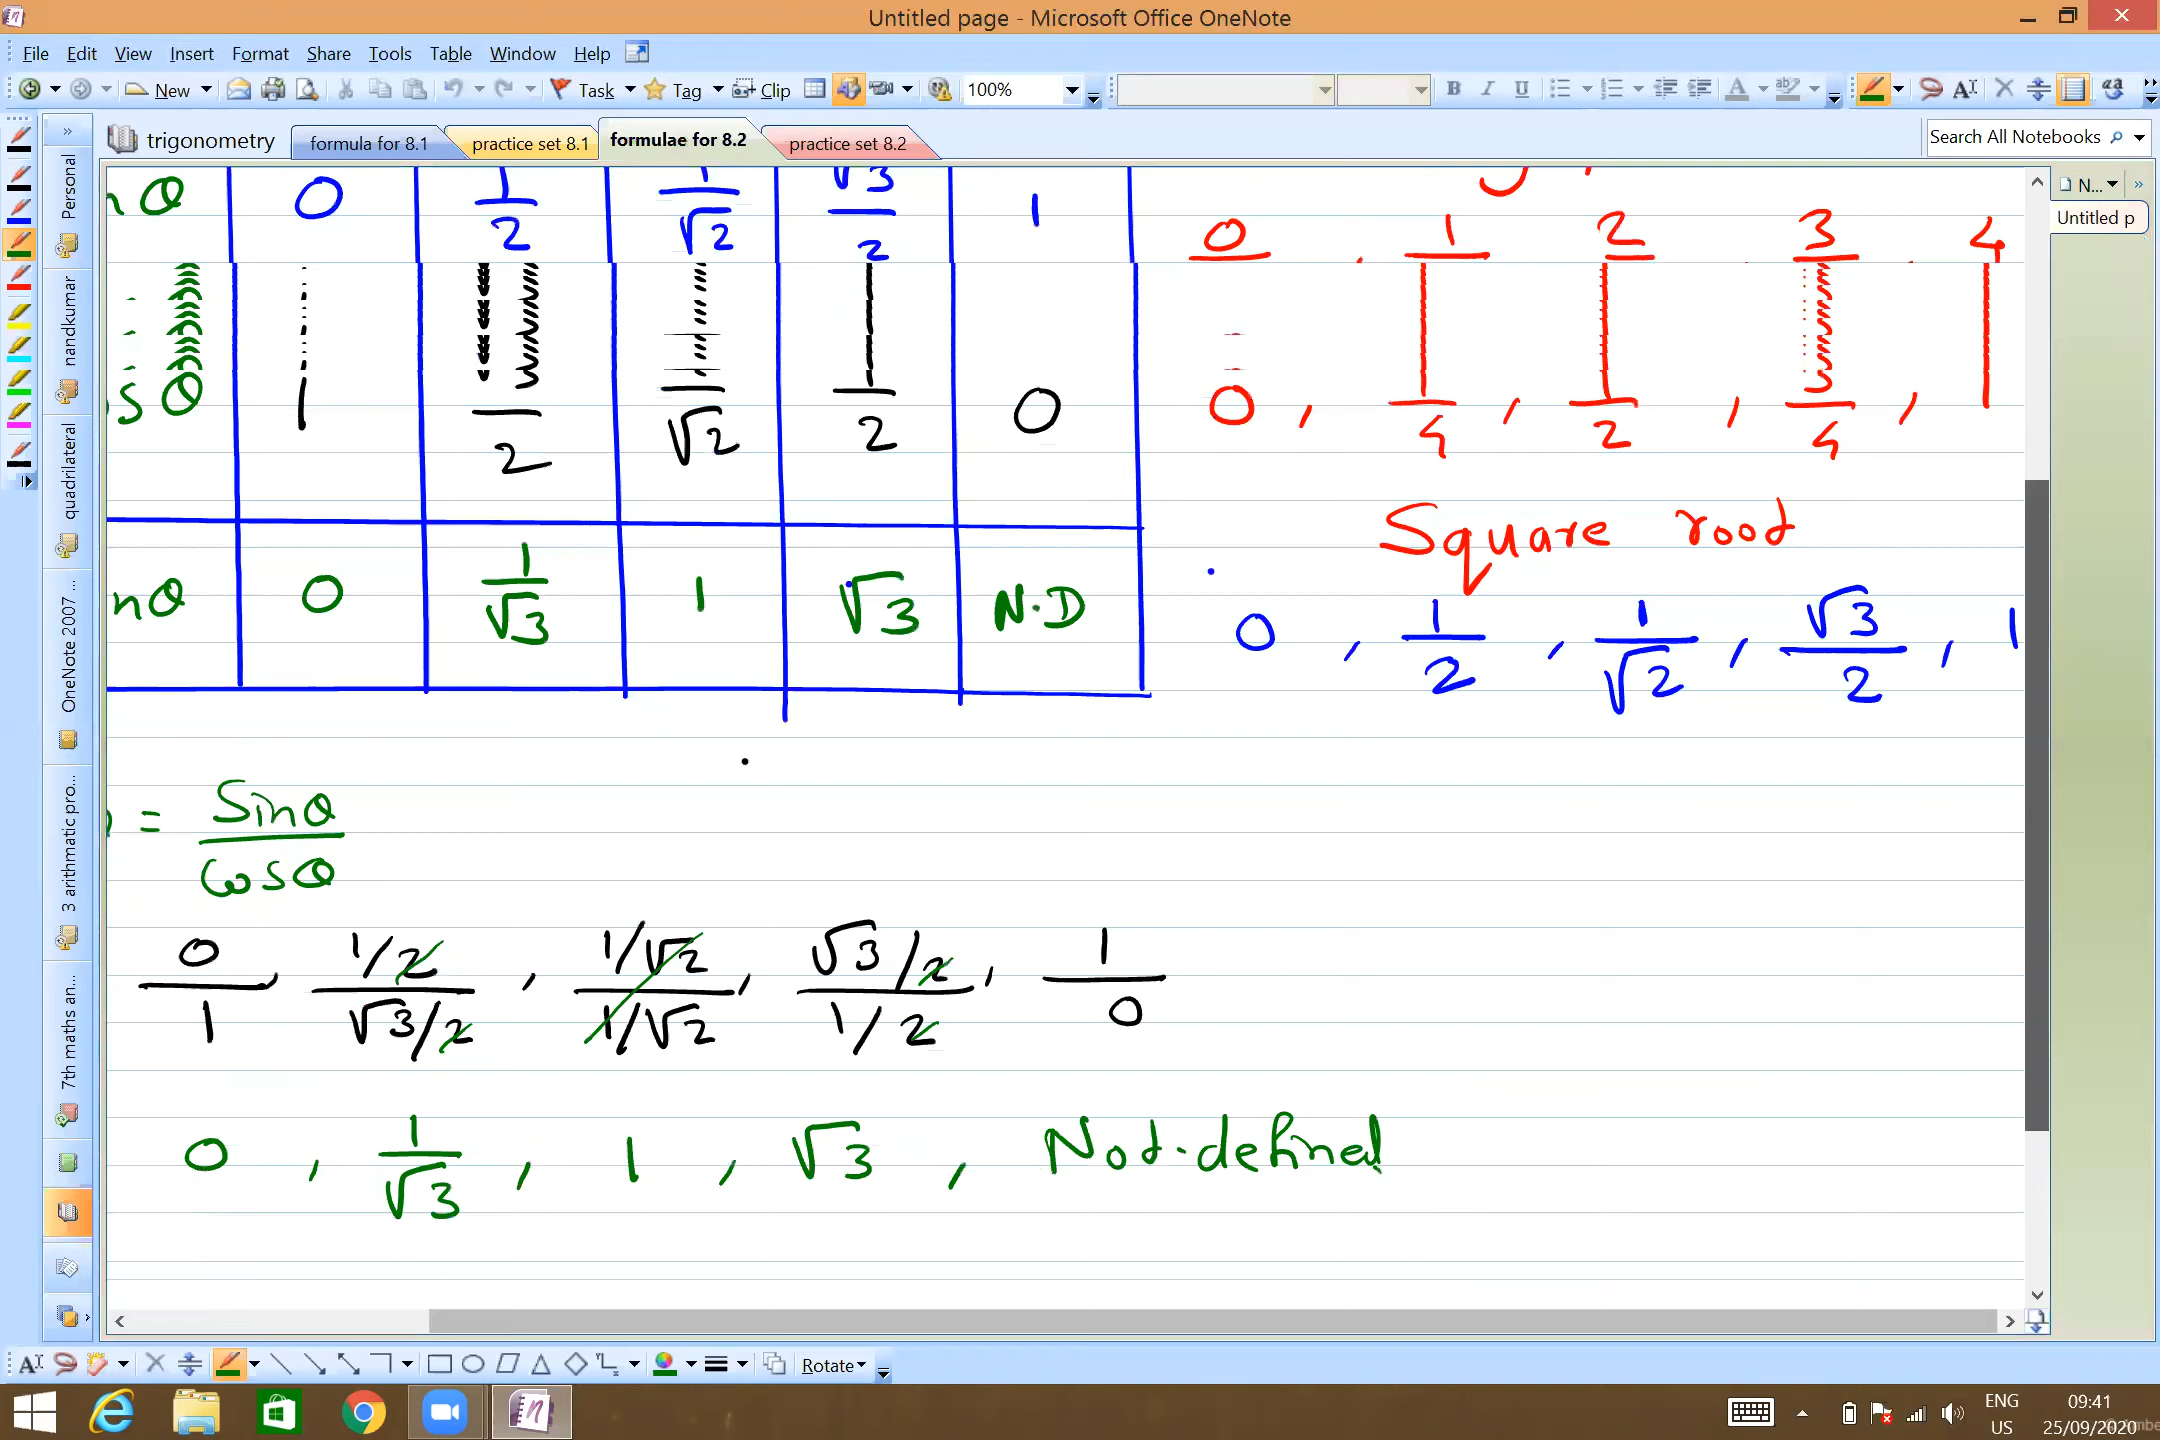 Untitled page - Microsoft Office OneNote
File Edit View Insert Format Share Tools Table Window Help
New Task Tag Clip 100% B I U A ab
trigonometry formula for 8.1 practice set 8.1 formulae for 8.2 practice set 8.2 Search All Notebooks
N...
Untitled p
Personal
nandkumar
quadrilateral
OneNote 2007 ...
3 arithmatic pro...
7th maths an...
nθ 0 1/2 1/√2 √3/2 1
0 1 2 3 4
sθ 1 √3/2 1/√2 1/2 0
0 , 1/4 , 1/2 , 3/4 , 1
Square rood
nθ 0 1/√3 1 √3 N.D
0 , 1/2 , 1/√2 , √3/2 , 1
= Sinθ/cosθ
0/1 , (1/2)/(√3/2) , (1/√2)/(1/√2) , (√3/2)/(1/2) , 1/0
0 , 1/√3 , 1 , √3 , Not-defined
Rotate
ENG 09:41
US 25/09/2020